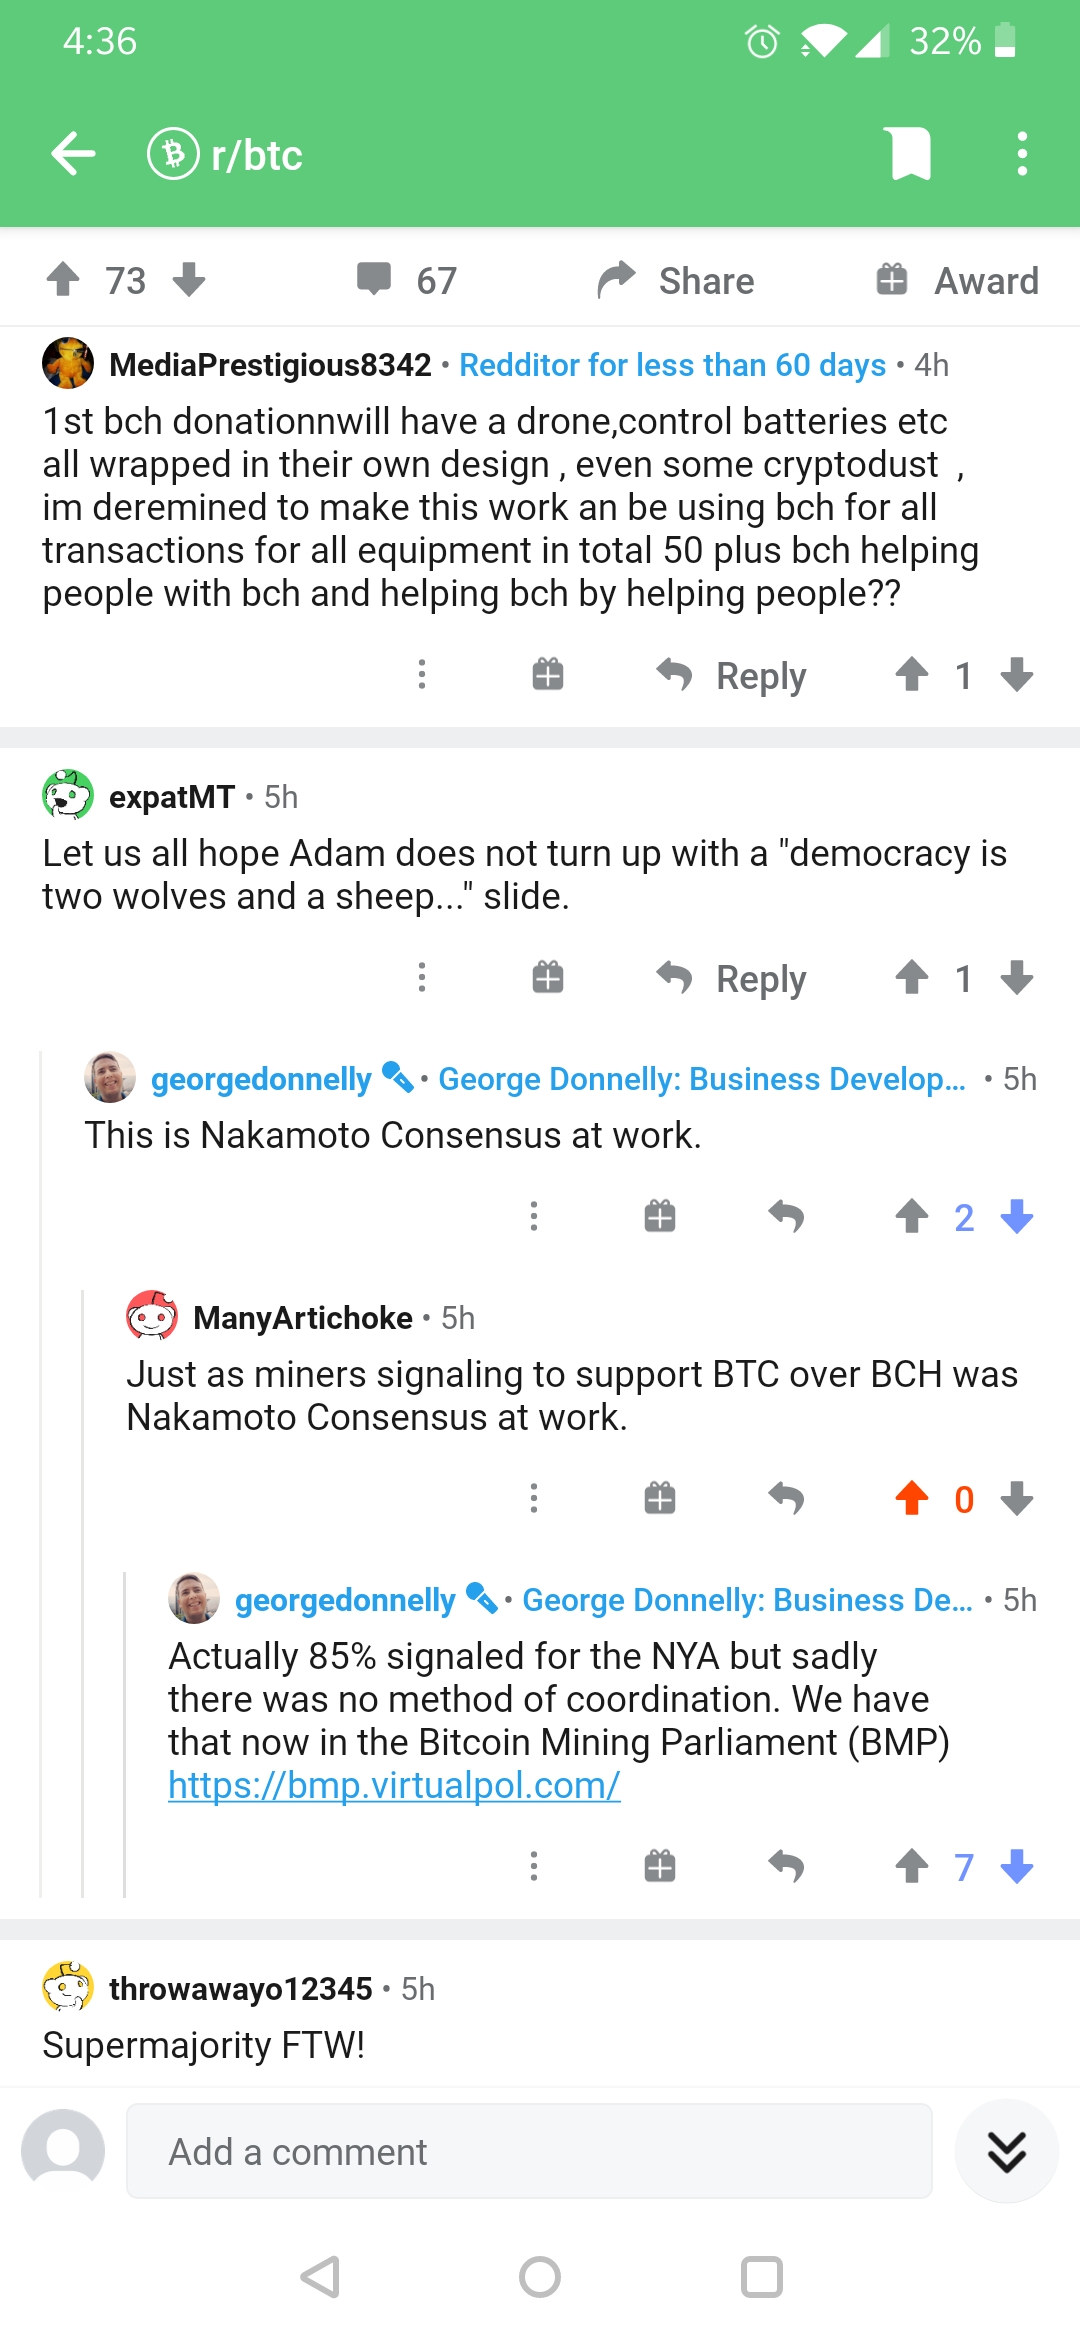 4:36
32%
r/btc
73
67
Share
Award
MediaPrestigious8342 • Redditor for less than 60 days • 4h
1st bch donationnwill have a drone,control batteries etc
all wrapped in their own design , even some cryptodust  ,
im deremined to make this work an be using bch for all
transactions for all equipment in total 50 plus bch helping
people with bch and helping bch by helping people??
Reply 1
expatMT • 5h
Let us all hope Adam does not turn up with a "democracy is
two wolves and a sheep..." slide.
Reply 1
georgedonnelly • George Donnelly: Business Develop... • 5h
This is Nakamoto Consensus at work.
2
ManyArtichoke • 5h
Just as miners signaling to support BTC over BCH was
Nakamoto Consensus at work.
0
georgedonnelly • George Donnelly: Business De... • 5h
Actually 85% signaled for the NYA but sadly
there was no method of coordination. We have
that now in the Bitcoin Mining Parliament (BMP)
https://bmp.virtualpol.com/
7
throwawayo12345 • 5h
Supermajority FTW!
Add a comment